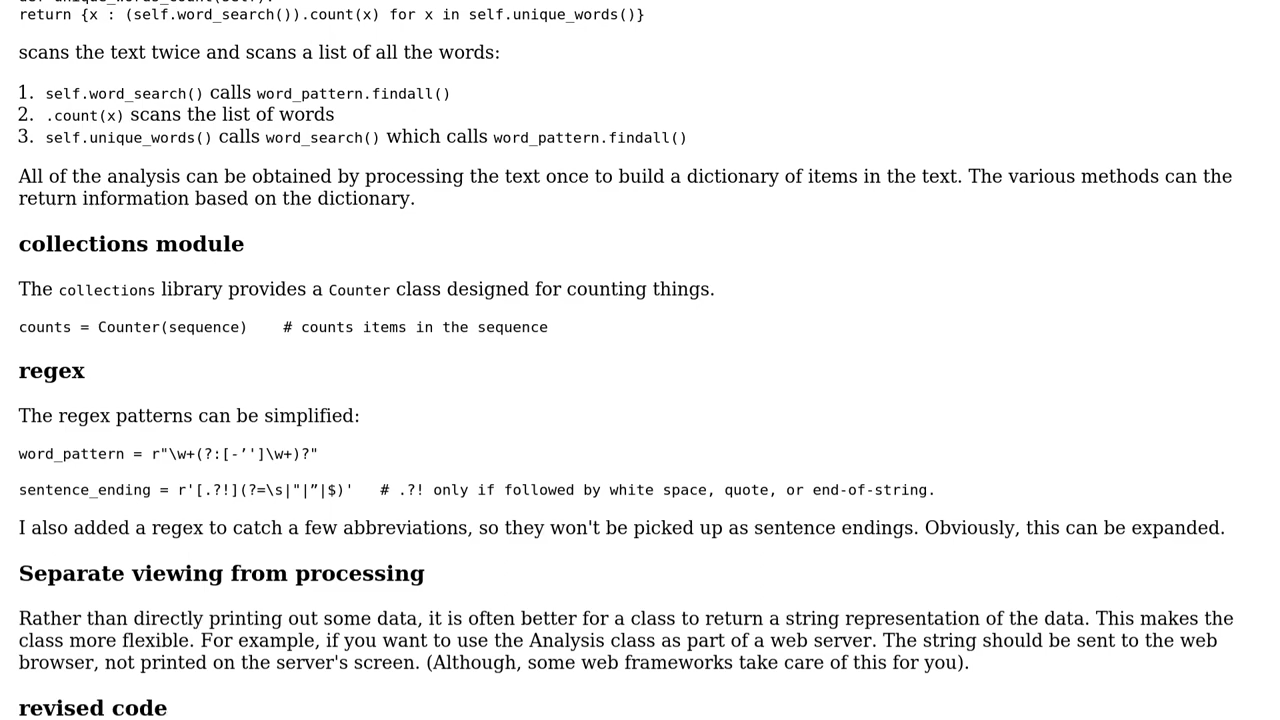 return {x : (self.word_search()).count(x) for x in self.unique_words()}
scans the text twice and scans a list of all the words:
1. self.word_search() calls word_pattern.findall()
2. .count(x) scans the list of words
3. self.unique_words() calls word_search() which calls word_pattern.findall()
All of the analysis can be obtained by processing the text once to build a dictionary of items in the text. The various methods can the
return information based on the dictionary.
collections module
The collections library provides a Counter class designed for counting things.
counts = Counter(sequence)    # counts items in the sequence
regex
The regex patterns can be simplified:
word_pattern = r"\w+(?:[-’']\w+)?"
sentence_ending = r'[.?!](?=\s|"|”|$)'   # .?! only if followed by white space, quote, or end-of-string.
I also added a regex to catch a few abbreviations, so they won't be picked up as sentence endings. Obviously, this can be expanded.
Separate viewing from processing
Rather than directly printing out some data, it is often better for a class to return a string representation of the data. This makes the
class more flexible. For example, if you want to use the Analysis class as part of a web server. The string should be sent to the web
browser, not printed on the server's screen. (Although, some web frameworks take care of this for you).
revised code